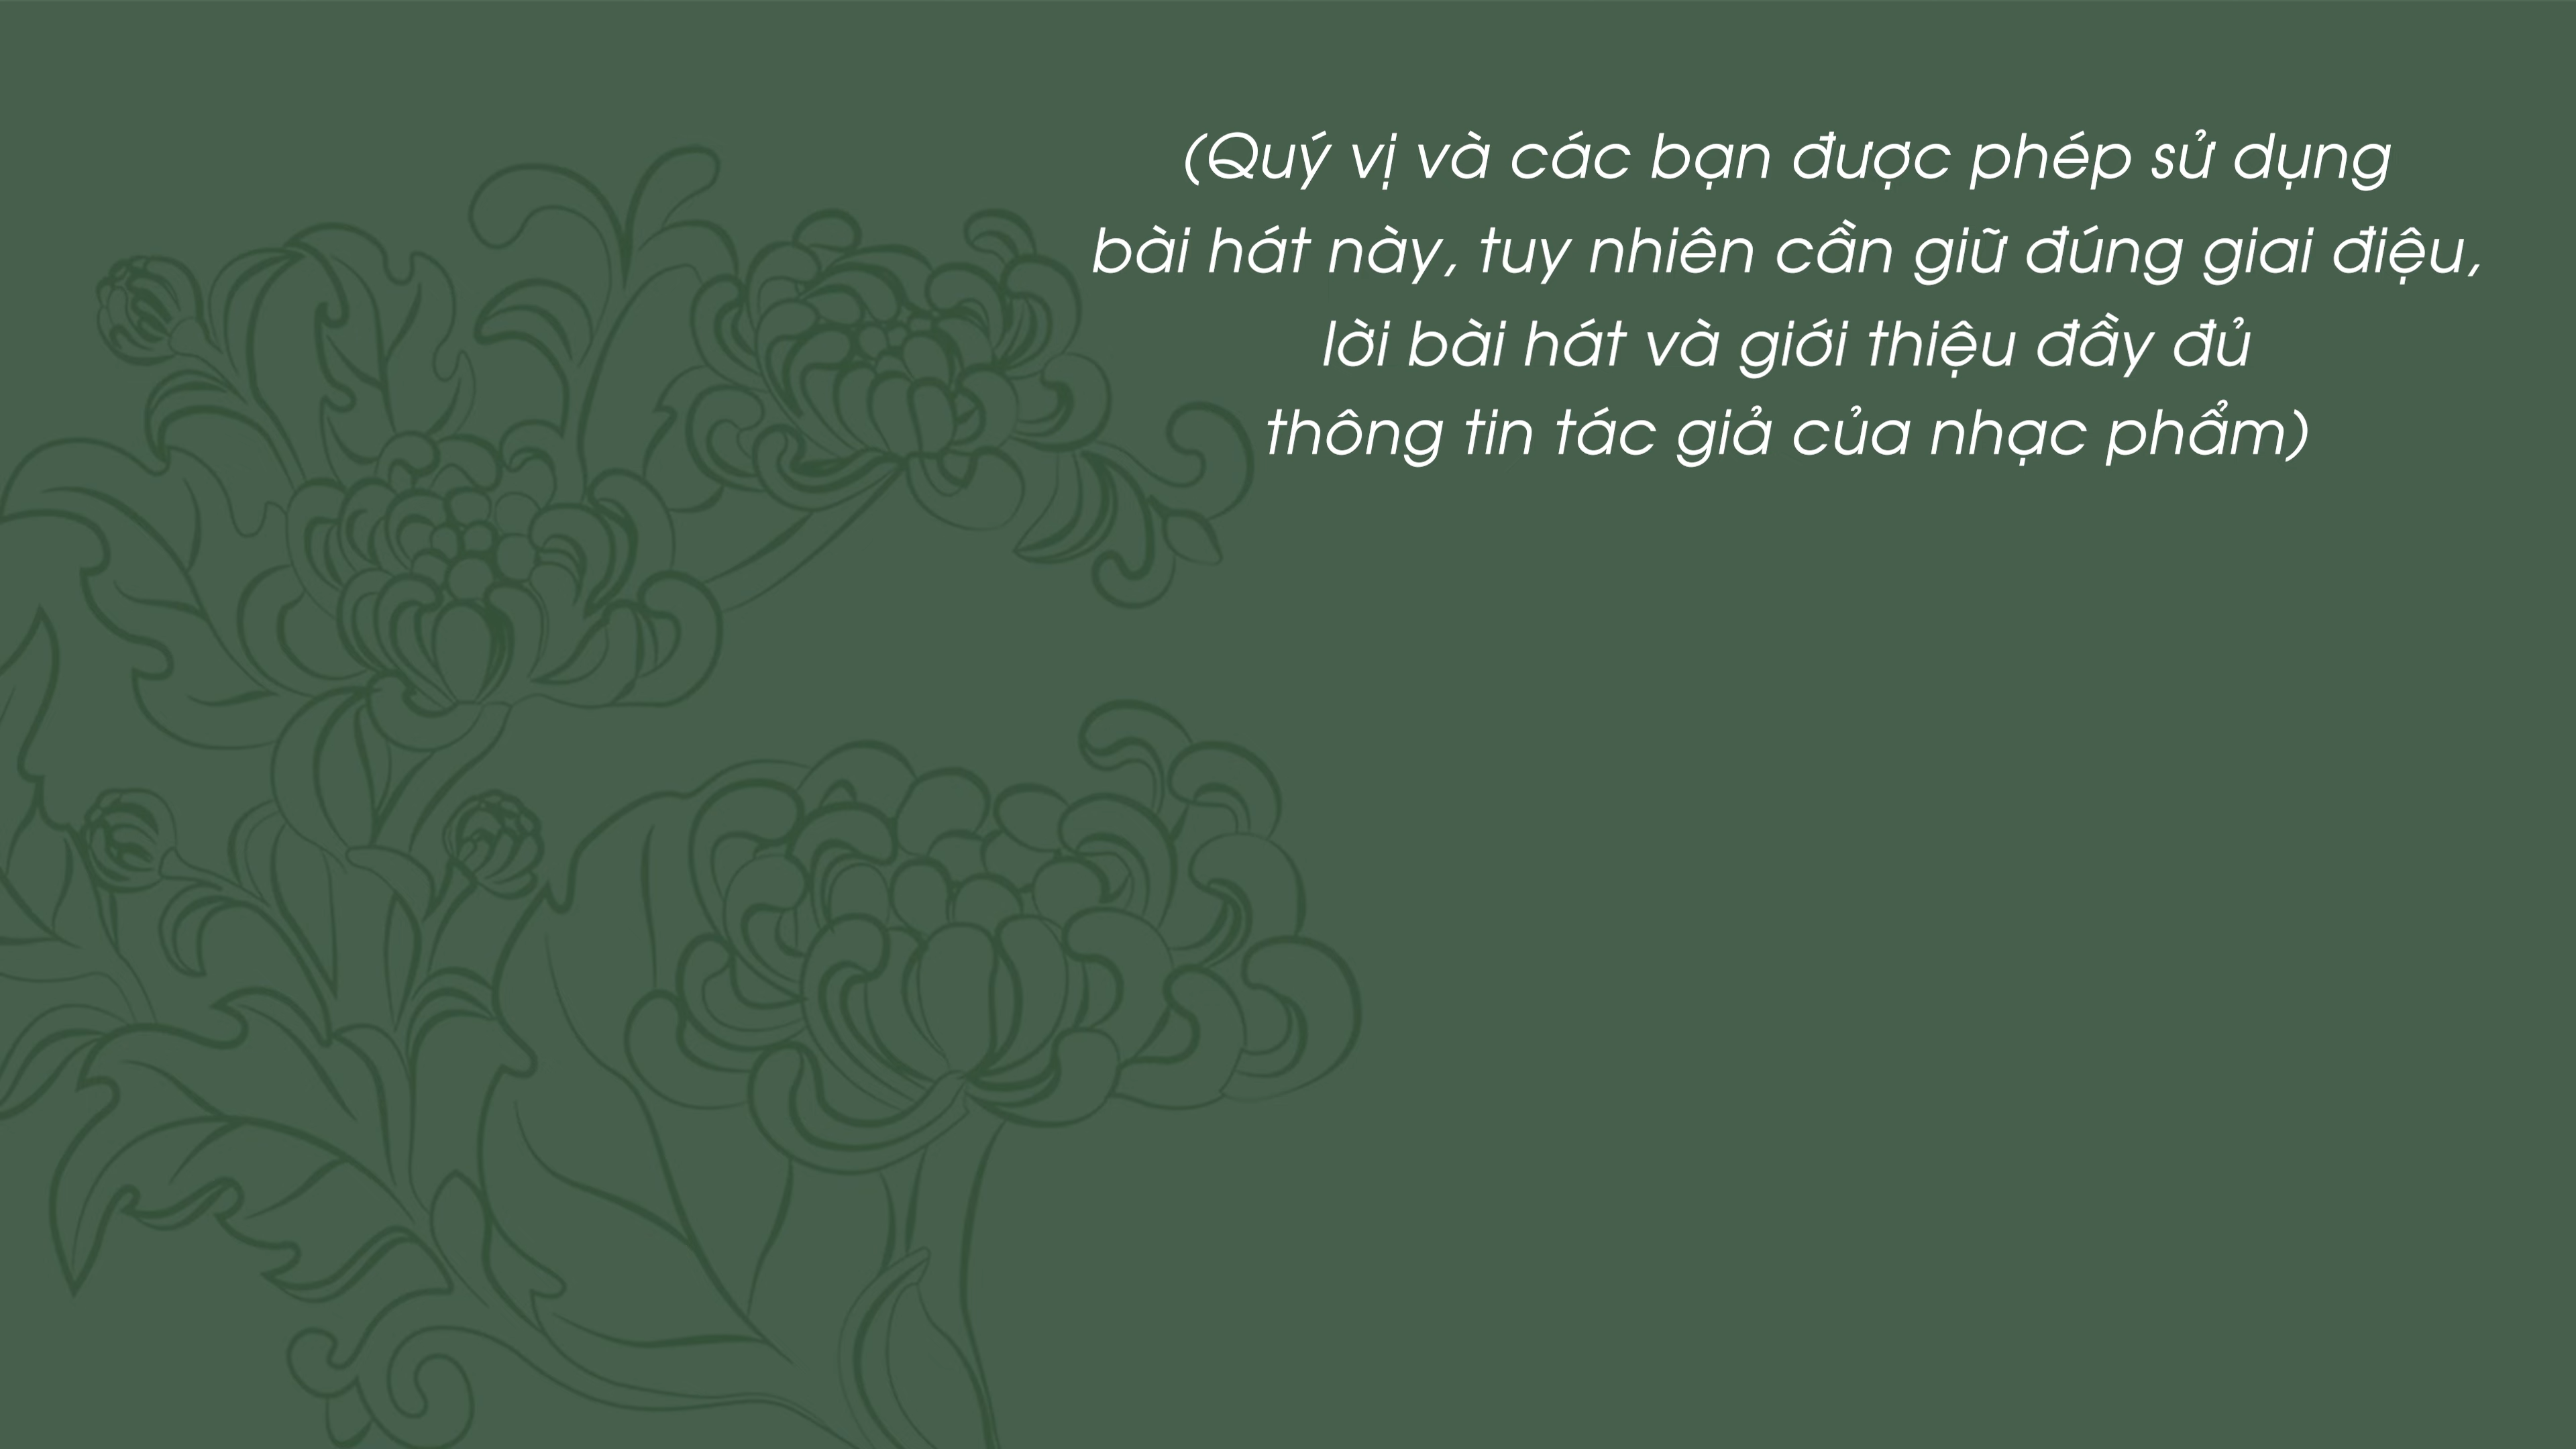 (Quý vị và các bạn được phép sử dụng
bài hát này, tuy nhiên cần giữ đúng giai điệu,
lời bài hát và giới thiệu đầy đủ
thông tin tác giả của nhạc phẩm)